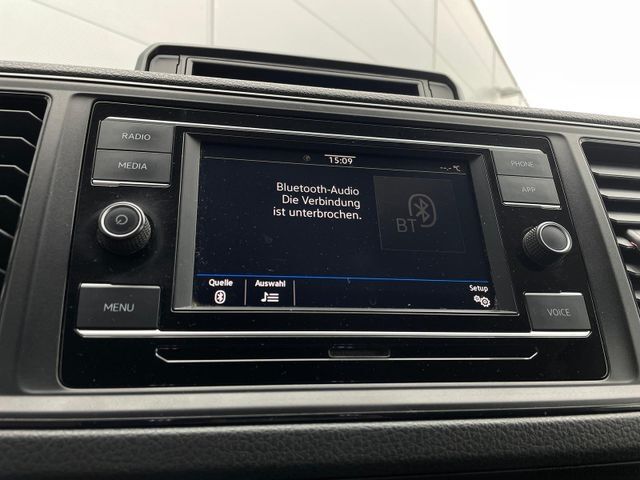 RADIO
MEDIA
MENU
15:09
--,- °C
Bluetooth-Audio
Die Verbindung
ist unterbrochen.
BT
Quelle
Auswahl
Setup
PHONE
APP
VOICE